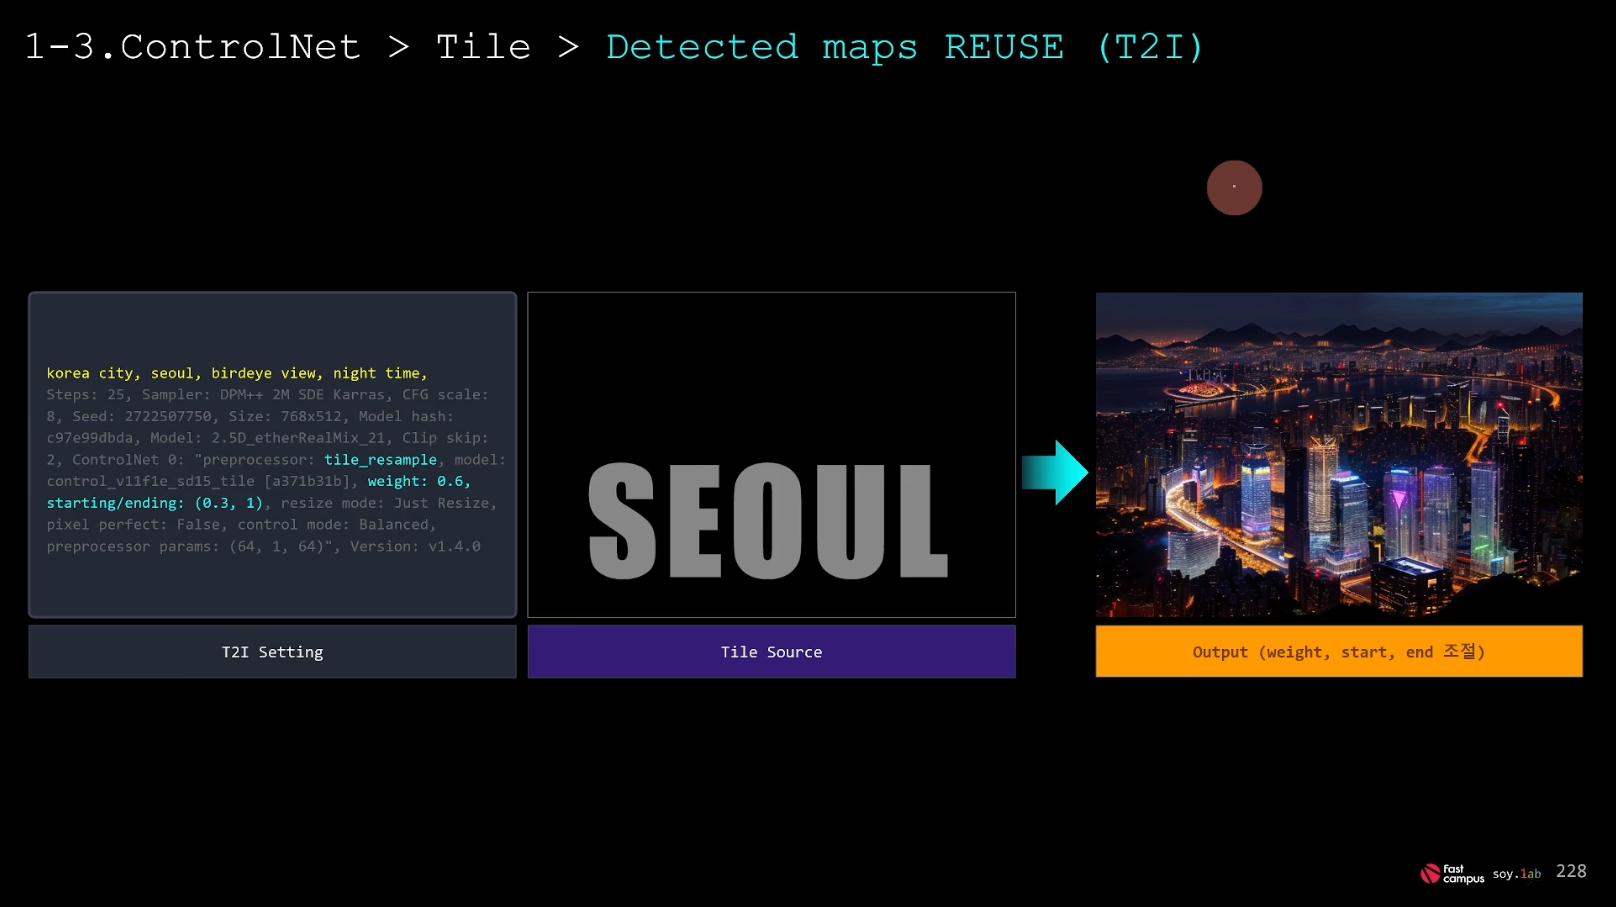 1-3.ControlNet > Tile > Detected maps REUSE (T2I)
korea city, seoul, birdeye view, night time,
Steps: 25, Sampler: DPM++ 2M SDE Karras, CFG scale:
8, Seed: 2722507750, Size: 768x512, Model hash:
c97e99dbda, Model: 2.5D_etherRealMix_21, Clip skip:
2, ControlNet 0: "preprocessor: tile_resample, model:
control_v11f1e_sd15_tile [a371b31b], weight: 0.6,
starting/ending: (0.3, 1), resize mode: Just Resize,
pixel perfect: False, control mode: Balanced,
preprocessor params: (64, 1, 64)", Version: v1.4.0
SEOUL
T2I Setting
Tile Source
Output (weight, start, end 조절)
fast
campus
soy.lab
228